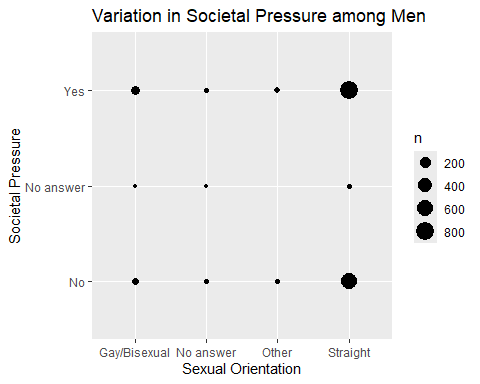 Variation in Societal Pressure among Men
Societal Pressure
Yes
No answer
No
Gay/Bisexual No answer Other Straight
Sexual Orientation
n
200
400
600
800